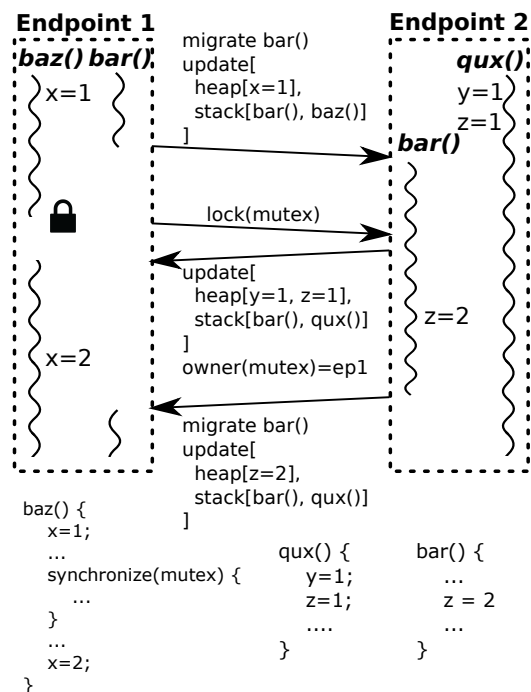 Endpoint 1
Endpoint 2
baz() bar()
qux()
x=1
y=1
z=1
migrate bar()
update[
heap[x=1],
stack[bar(), baz()]
]
bar()
lock(mutex)
update[
heap[y=1, z=1],
stack[bar(), qux()]
]
owner(mutex)=ep1
z=2
x=2
migrate bar()
update[
heap[z=2],
stack[bar(), qux()]
]
baz() {
x=1;
...
synchronize(mutex) {
...
}
...
x=2;
}
qux() {
y=1;
z=1;
....
}
bar() {
...
z = 2
...
}